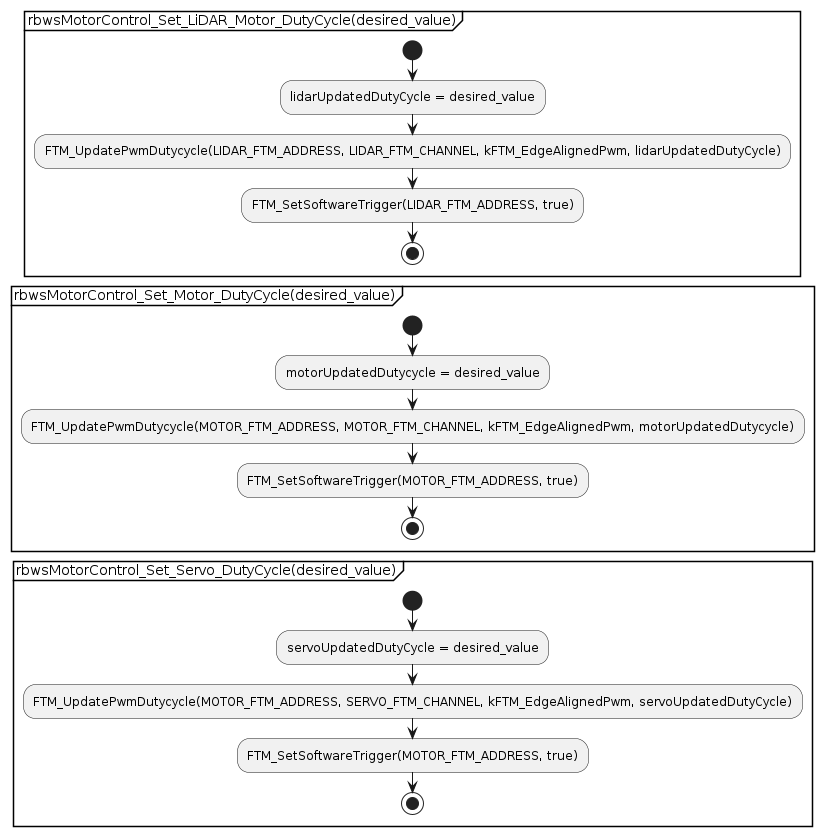 rbwsMotorControl_Set_LiDAR_Motor_DutyCycle(desired_value)
lidarUpdatedDutyCycle = desired_value
FTM_UpdatePwmDutycycle(LIDAR_FTM_ADDRESS, LIDAR_FTM_CHANNEL, kFTM_EdgeAlignedPwm, lidarUpdatedDutyCycle)
FTM_SetSoftwareTrigger(LIDAR_FTM_ADDRESS, true)
rbwsMotorControl_Set_Motor_DutyCycle(desired_value)
motorUpdatedDutycycle = desired_value
FTM_UpdatePwmDutycycle(MOTOR_FTM_ADDRESS, MOTOR_FTM_CHANNEL, kFTM_EdgeAlignedPwm, motorUpdatedDutycycle)
FTM_SetSoftwareTrigger(MOTOR_FTM_ADDRESS, true)
rbwsMotorControl_Set_Servo_DutyCycle(desired_value)
servoUpdatedDutyCycle = desired_value
FTM_UpdatePwmDutycycle(MOTOR_FTM_ADDRESS, SERVO_FTM_CHANNEL, kFTM_EdgeAlignedPwm, servoUpdatedDutyCycle)
FTM_SetSoftwareTrigger(MOTOR_FTM_ADDRESS, true)